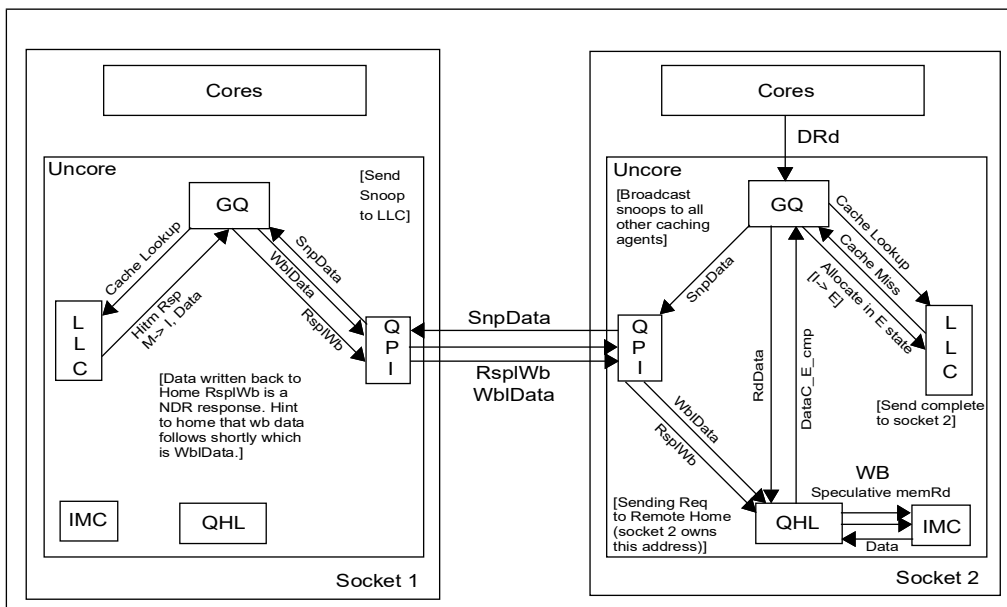 Cores
Uncore
GQ
[Send
Snoop
to LLC]
Cache Lookup
Hitm Rsp
M-> I, Data
SnpData
WblData
RspIWb
L
L
C
Q
P
I
[Data written back to
Home RspIWb is a
NDR response. Hint
to home that wb data
follows shortly which
is WblData.]
IMC
QHL
Socket 1
SnpData
RspIWb
WblData
Cores
DRd
Uncore
[Broadcast
snoops to all
other caching
agents]
GQ
Cache Lookup
Cache Miss
Allocate in E state
[I-> E]
SnpData
Q
P
I
L
L
C
RdData
DataC_E_cmp
[Send complete
to socket 2]
WblData
RspIWb
WB
Speculative memRd
[Sending Req
to Remote Home
(socket 2 owns
this address)]
QHL
IMC
Data
Socket 2